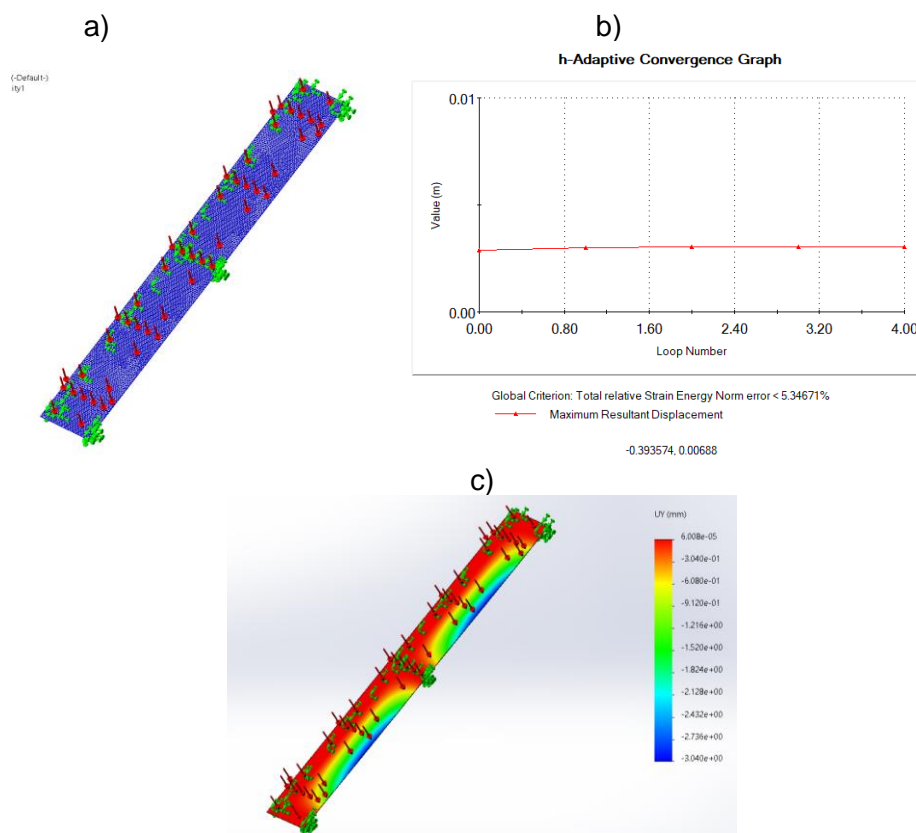 a)
b)
(-Default-)
ity1
h-Adaptive Convergence Graph
0.01
Value (m)
0.00
0.00 0.80 1.60 2.40 3.20 4.00
Loop Number
Global Criterion: Total relative Strain Energy Norm error < 5.34671%
Maximum Resultant Displacement
-0.393574, 0.00688
c)
UY (mm)
6.008e-05
-3.040e-01
-6.080e-01
-9.120e-01
-1.216e+00
-1.520e+00
-1.824e+00
-2.128e+00
-2.432e+00
-2.736e+00
-3.040e+00